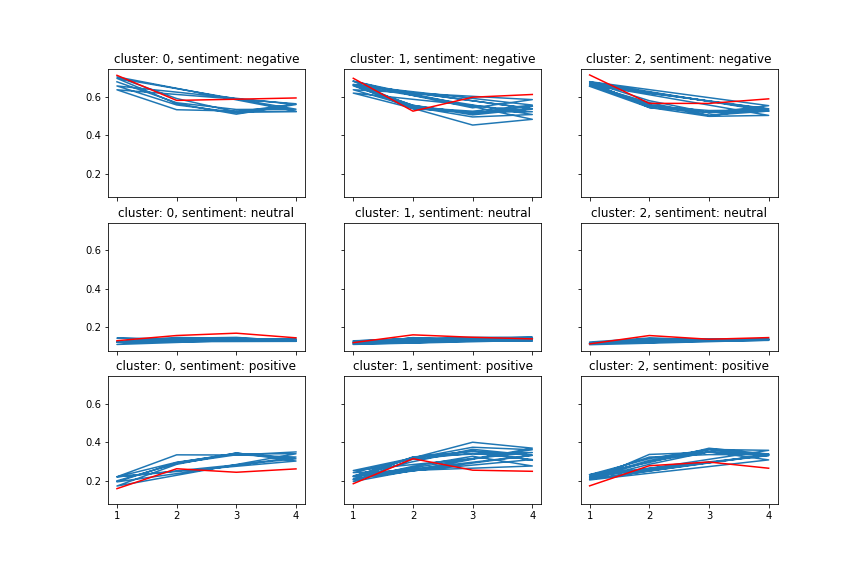 cluster: 0, sentiment: negative
cluster: 1, sentiment: negative
cluster: 2, sentiment: negative
0.6
0.4
0.2
cluster: 0, sentiment: neutral
cluster: 1, sentiment: neutral
cluster: 2, sentiment: neutral
0.6
0.4
0.2
cluster: 0, sentiment: positive
cluster: 1, sentiment: positive
cluster: 2, sentiment: positive
0.6
0.4
0.2
1 2 3 4
1 2 3 4
1 2 3 4